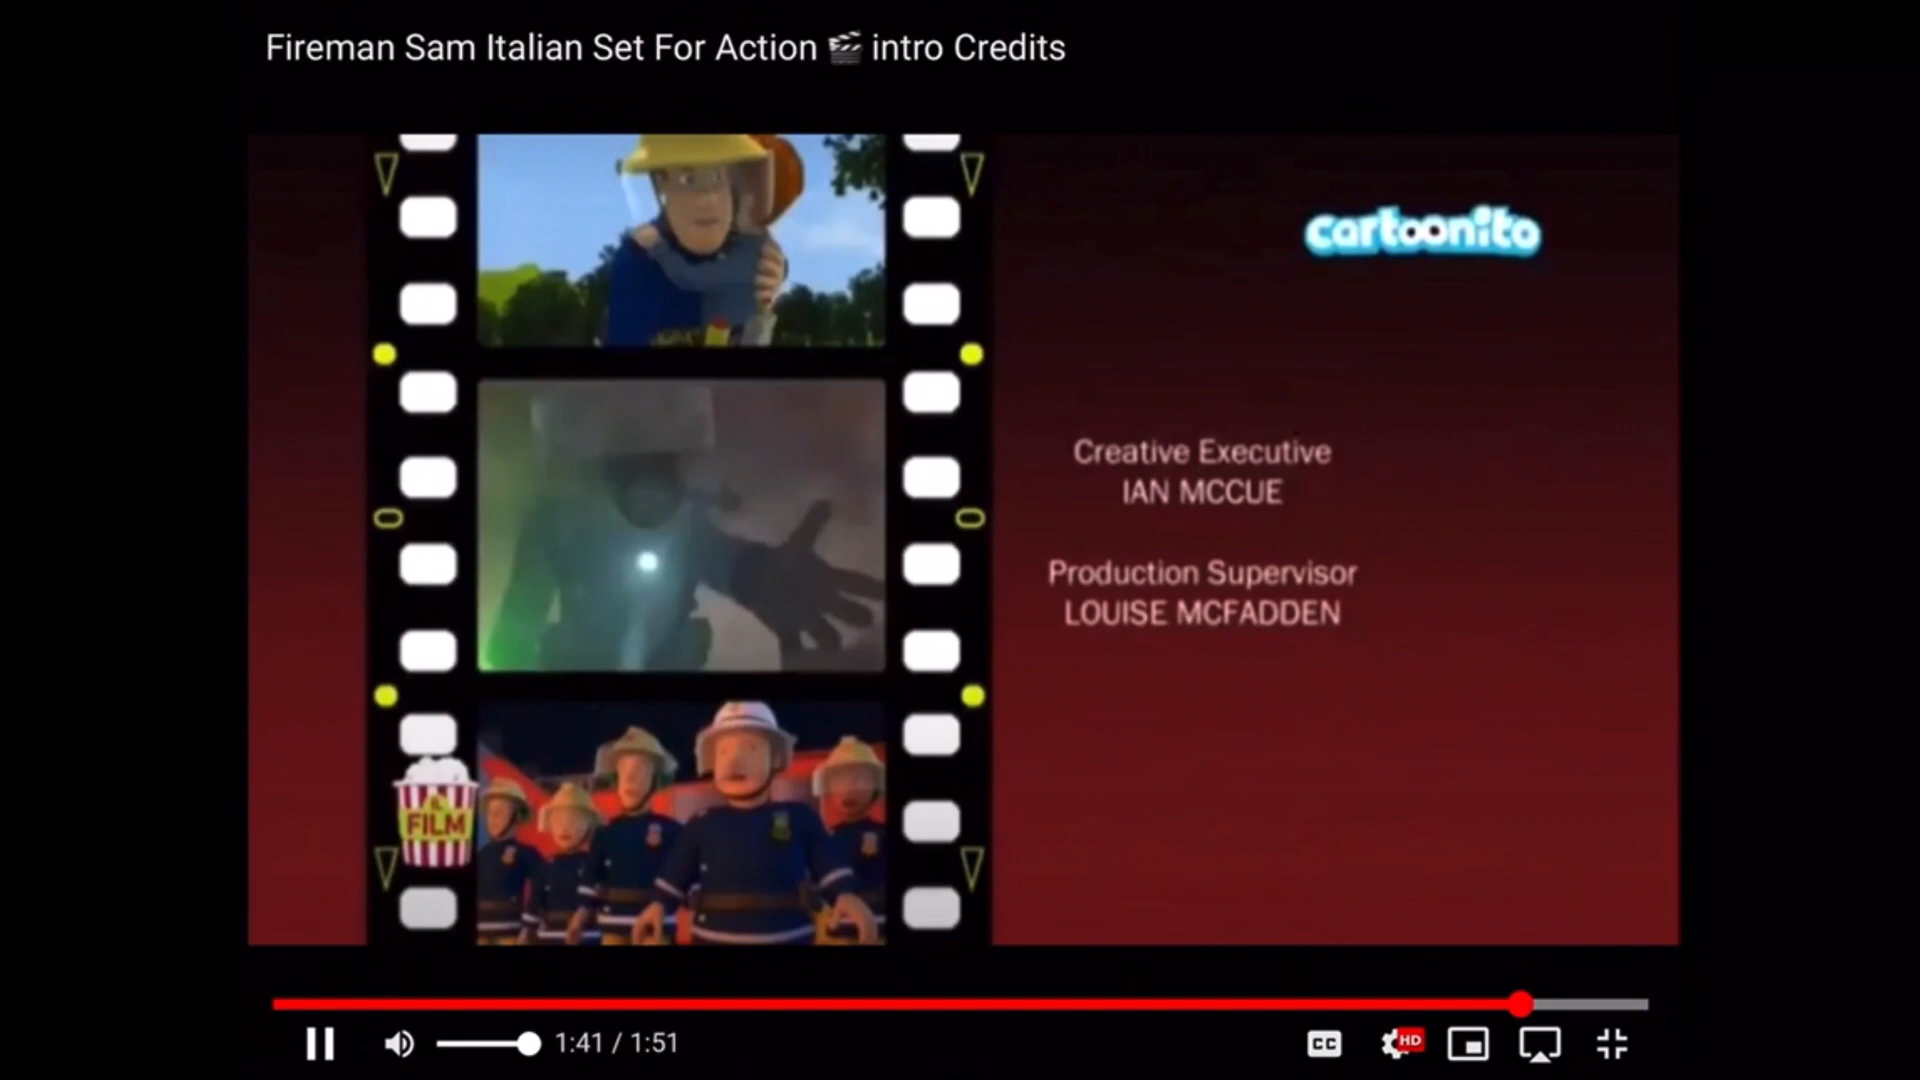 Fireman Sam Italian Set For Action 🎬 intro Credits
cartoonito
Creative Executive
IAN MCCUE
Production Supervisor
LOUISE MCFADDEN
IL
FILM
1:41 / 1:51
CC
HD